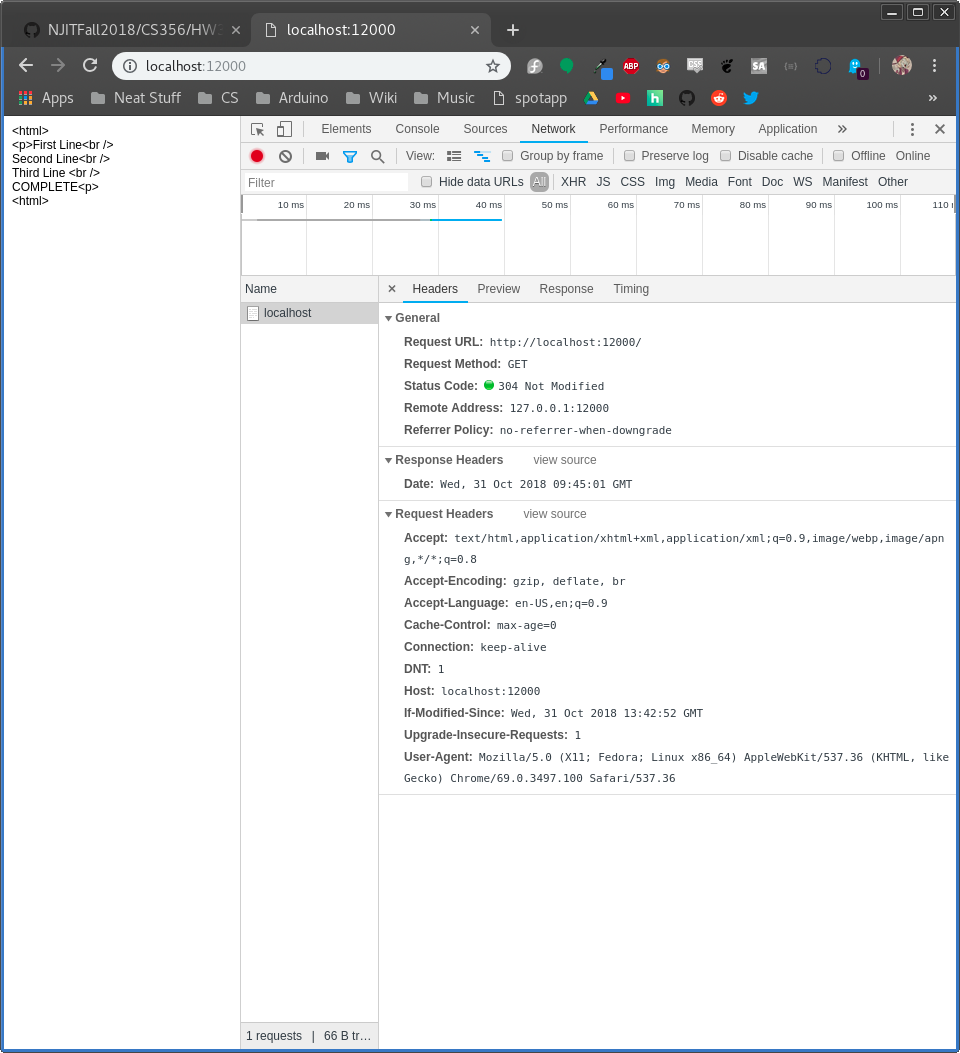 NJITFall2018/CS356/HW
localhost:12000
localhost:12000
ABP
CSP
$A
{=}
0
Apps Neat Stuff CS Arduino Wiki Music spotapp »
<html>
<p>First Line<br />
Second Line<br />
Third Line <br />
COMPLETE<p>
<html>
Elements Console Sources Network Performance Memory Application »
View: Group by frame Preserve log Disable cache Offline Online
Filter Hide data URLs All XHR JS CSS Img Media Font Doc WS Manifest Other
10 ms 20 ms 30 ms 40 ms 50 ms 60 ms 70 ms 80 ms 90 ms 100 ms 110
Name × Headers Preview Response Timing
localhost
General
Request URL: http://localhost:12000/
Request Method: GET
Status Code: 304 Not Modified
Remote Address: 127.0.0.1:12000
Referrer Policy: no-referrer-when-downgrade
Response Headers view source
Date: Wed, 31 Oct 2018 09:45:01 GMT
Request Headers view source
Accept: text/html,application/xhtml+xml,application/xml;q=0.9,image/webp,image/apn
g,*/*;q=0.8
Accept-Encoding: gzip, deflate, br
Accept-Language: en-US,en;q=0.9
Cache-Control: max-age=0
Connection: keep-alive
DNT: 1
Host: localhost:12000
If-Modified-Since: Wed, 31 Oct 2018 13:42:52 GMT
Upgrade-Insecure-Requests: 1
User-Agent: Mozilla/5.0 (X11; Fedora; Linux x86_64) AppleWebKit/537.36 (KHTML, like
Gecko) Chrome/69.0.3497.100 Safari/537.36
1 requests | 66 B tr…